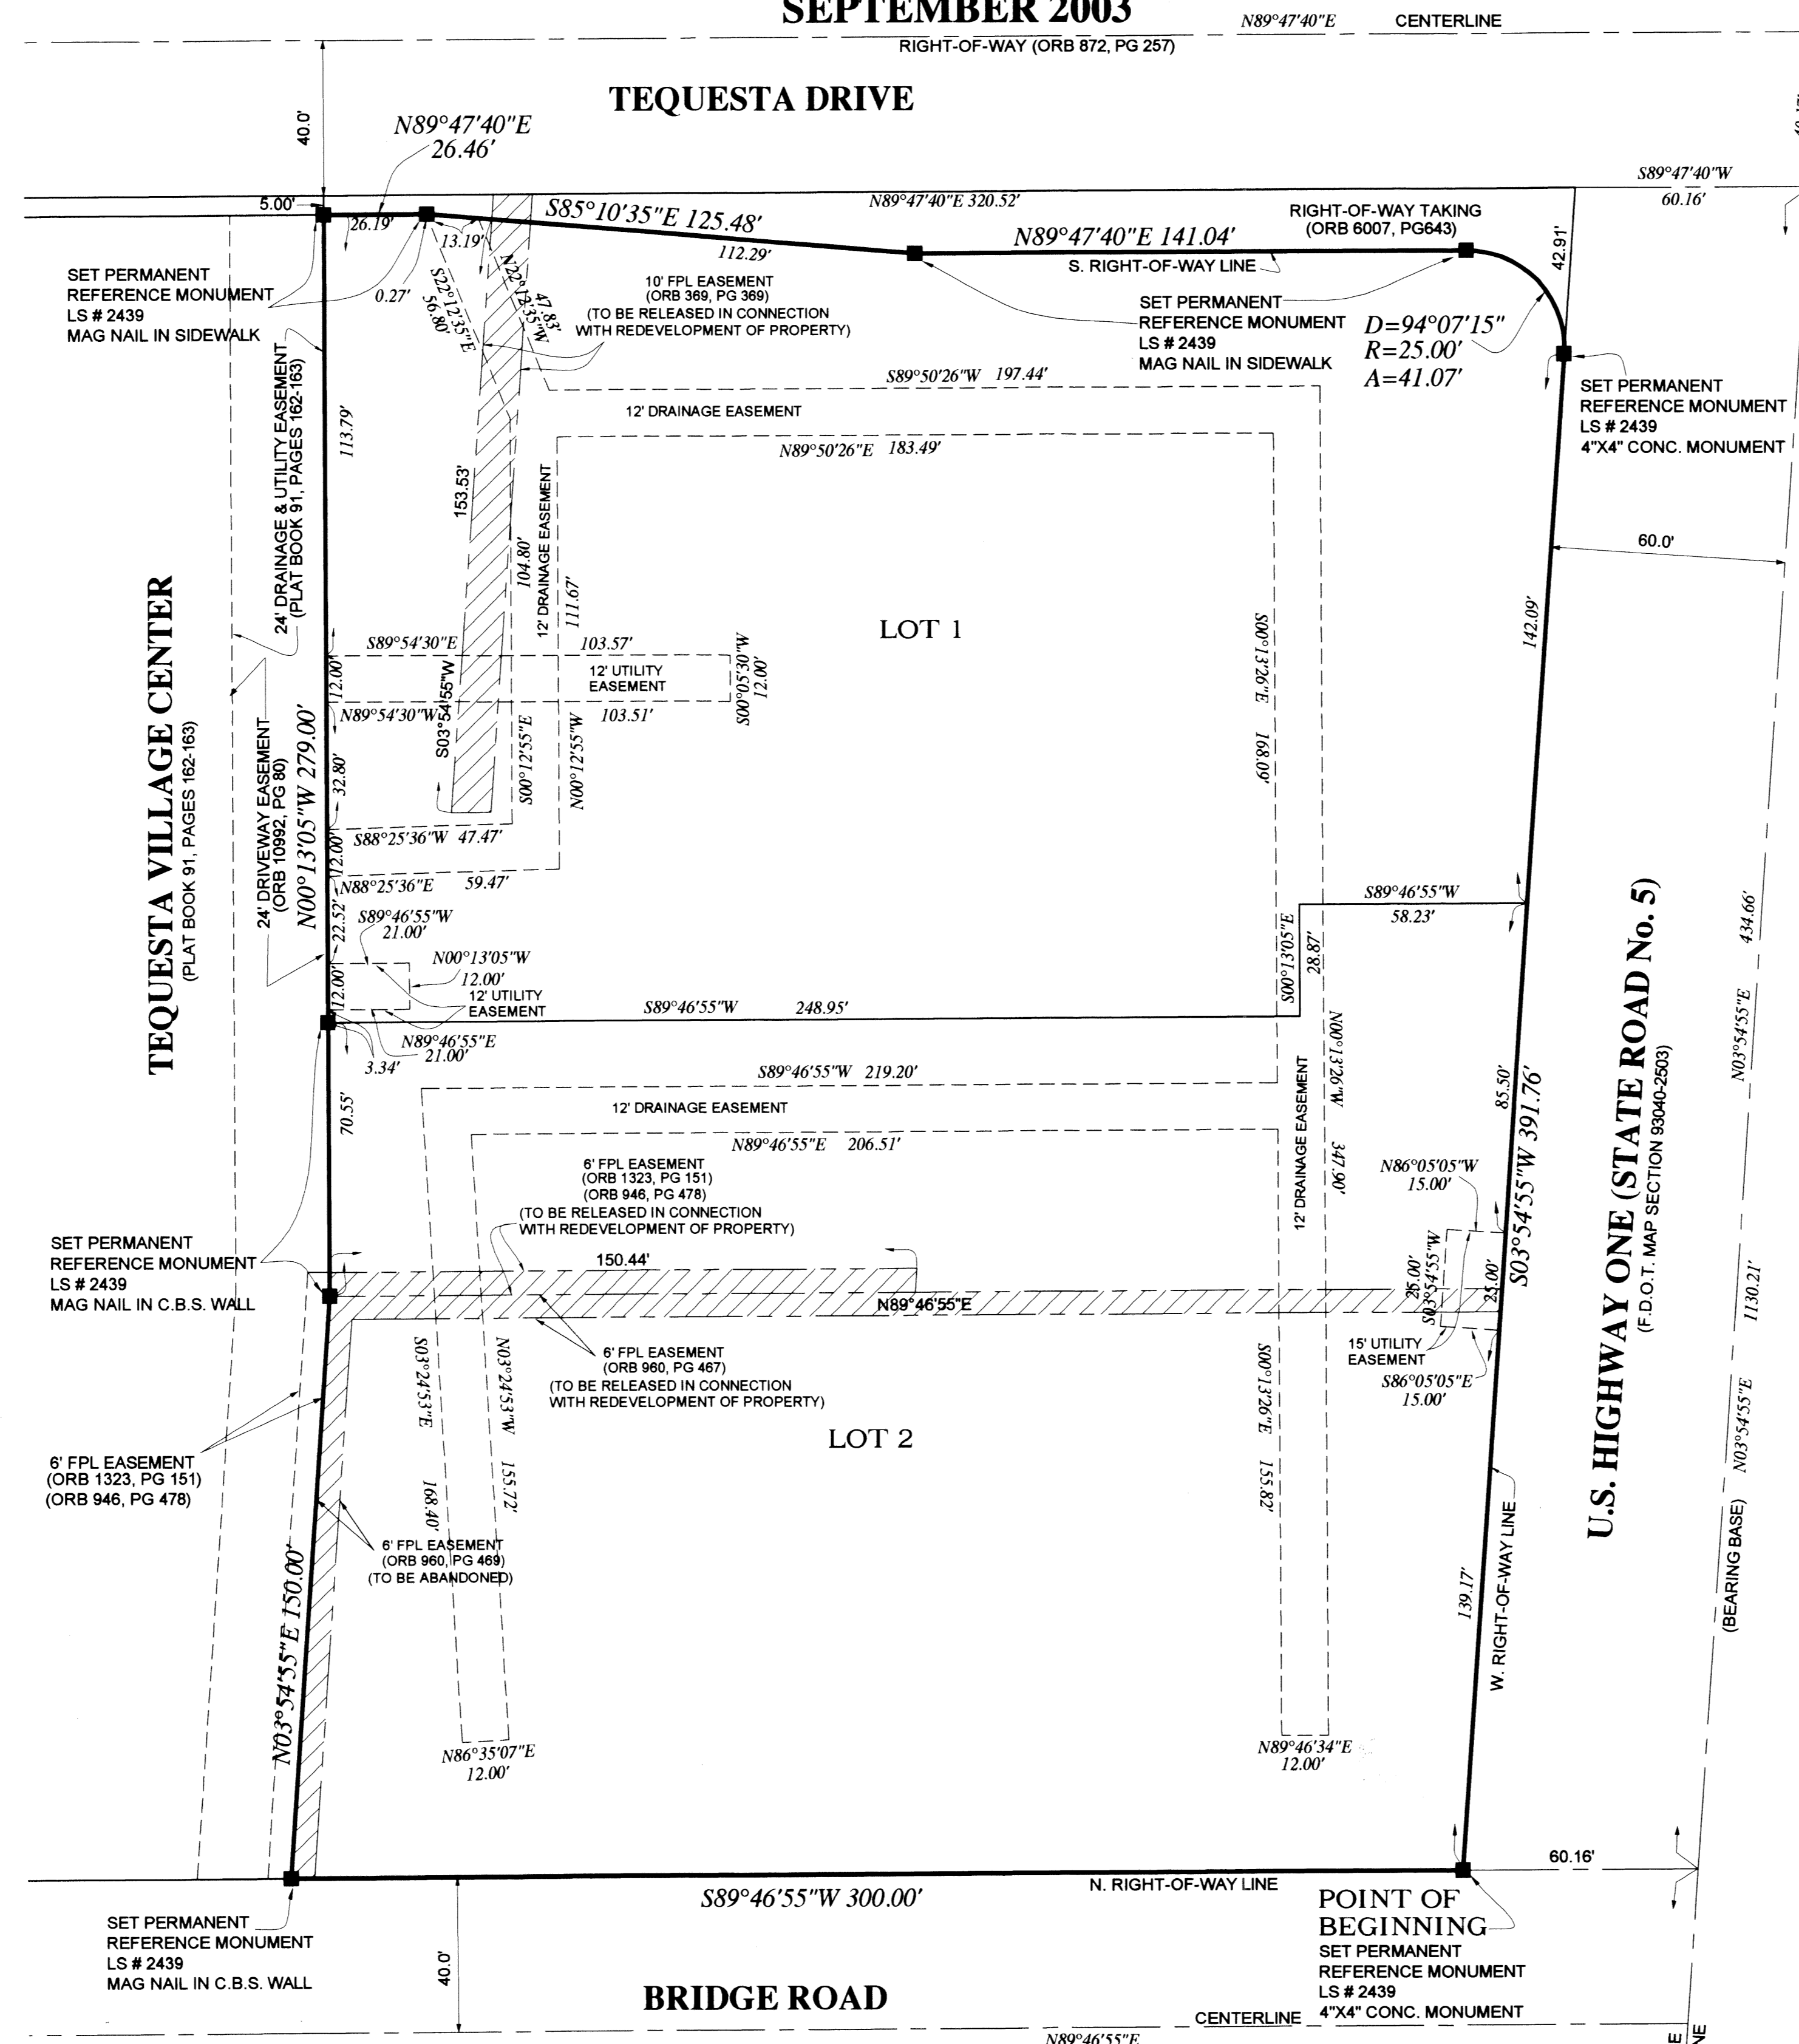 SEPTEMBER 2003
N89°47'40"E
CENTERLINE
RIGHT-OF-WAY (ORB 872, PG 257)
TEQUESTA DRIVE
40.0'
N89°47'40"E
26.46'
S89°47'40"W
60.16'
5.00'
26.19'
13.19'
0.27'
S85°10'35"E 125.48'
112.29'
N89°47'40"E 320.52'
RIGHT-OF-WAY TAKING
(ORB 6007, PG643)
N89°47'40"E 141.04'
S. RIGHT-OF-WAY LINE
42.91'
SET PERMANENT
REFERENCE MONUMENT
LS # 2439
MAG NAIL IN SIDEWALK
S22°12'35"E
56.80'
N22°12'35"W
47.83'
10' FPL EASEMENT
(ORB 369, PG 369)
(TO BE RELEASED IN CONNECTION
WITH REDEVELOPMENT OF PROPERTY)
SET PERMANENT
REFERENCE MONUMENT
LS # 2439
MAG NAIL IN SIDEWALK
D=94°07'15"
R=25.00'
A=41.07'
SET PERMANENT
REFERENCE MONUMENT
LS # 2439
4"X4" CONC. MONUMENT
S89°50'26"W 197.44'
12' DRAINAGE EASEMENT
N89°50'26"E 183.49'
24' DRAINAGE & UTILITY EASEMENT
(PLAT BOOK 91, PAGES 162-163)
113.79'
153.53'
S03°54'55"W
104.80'
S00°12'55"E
12' DRAINAGE EASEMENT
111.67'
N00°12'55"W
60.0'
142.09'
LOT 1
S00°13'26"E 168.09'
S89°54'30"E 103.57'
12.00'
12' UTILITY
EASEMENT
S00°05'30"W
12.00'
N89°54'30"W 103.51'
TEQUESTA VILLAGE CENTER
(PLAT BOOK 91, PAGES 162-163)
24' DRIVEWAY EASEMENT
(ORB 10992, PG 80)
N00°13'05"W 279.00'
32.80'
S88°25'36"W 47.47'
12.00'
N88°25'36"E 59.47'
22.52'
S89°46'55"W
21.00'
N00°13'05"W
12.00'
12.00'
12' UTILITY
EASEMENT
N89°46'55"E
21.00'
3.34'
S89°46'55"W
58.23'
S00°13'05"E
28.87'
S89°46'55"W 248.95'
S89°46'55"W 219.20'
12' DRAINAGE EASEMENT
N89°46'55"E 206.51'
70.55'
12' DRAINAGE EASEMENT
N00°13'26"W 347.90'
85.50'
S03°54'55"W 391.76'
U.S. HIGHWAY ONE (STATE ROAD No. 5)
(F.D.O.T. MAP SECTION 93040-2503)
N03°54'55"E 434.66'
(BEARING BASE) N03°54'55"E 1130.21'
6' FPL EASEMENT
(ORB 1323, PG 151)
(ORB 946, PG 478)
(TO BE RELEASED IN CONNECTION
WITH REDEVELOPMENT OF PROPERTY)
N86°05'05"W
15.00'
S03°54'55"W
25.00'
25.00'
15' UTILITY
EASEMENT
S86°05'05"E
15.00'
SET PERMANENT
REFERENCE MONUMENT
LS # 2439
MAG NAIL IN C.B.S. WALL
150.44'
N89°46'55"E
6' FPL EASEMENT
(ORB 960, PG 467)
(TO BE RELEASED IN CONNECTION
WITH REDEVELOPMENT OF PROPERTY)
S03°24'53"E 168.40'
N03°24'53"W 155.72'
S00°13'26"E 155.82'
LOT 2
6' FPL EASEMENT
(ORB 1323, PG 151)
(ORB 946, PG 478)
6' FPL EASEMENT
(ORB 960, PG 469)
(TO BE ABANDONED)
N03°54'55"E 150.00'
139.17'
W. RIGHT-OF-WAY LINE
N86°35'07"E
12.00'
N89°46'34"E
12.00'
60.16'
S89°46'55"W 300.00'
N. RIGHT-OF-WAY LINE
POINT OF
BEGINNING
SET PERMANENT
REFERENCE MONUMENT
LS # 2439
4"X4" CONC. MONUMENT
SET PERMANENT
REFERENCE MONUMENT
LS # 2439
MAG NAIL IN C.B.S. WALL
40.0'
BRIDGE ROAD
CENTERLINE
N89°46'55"E